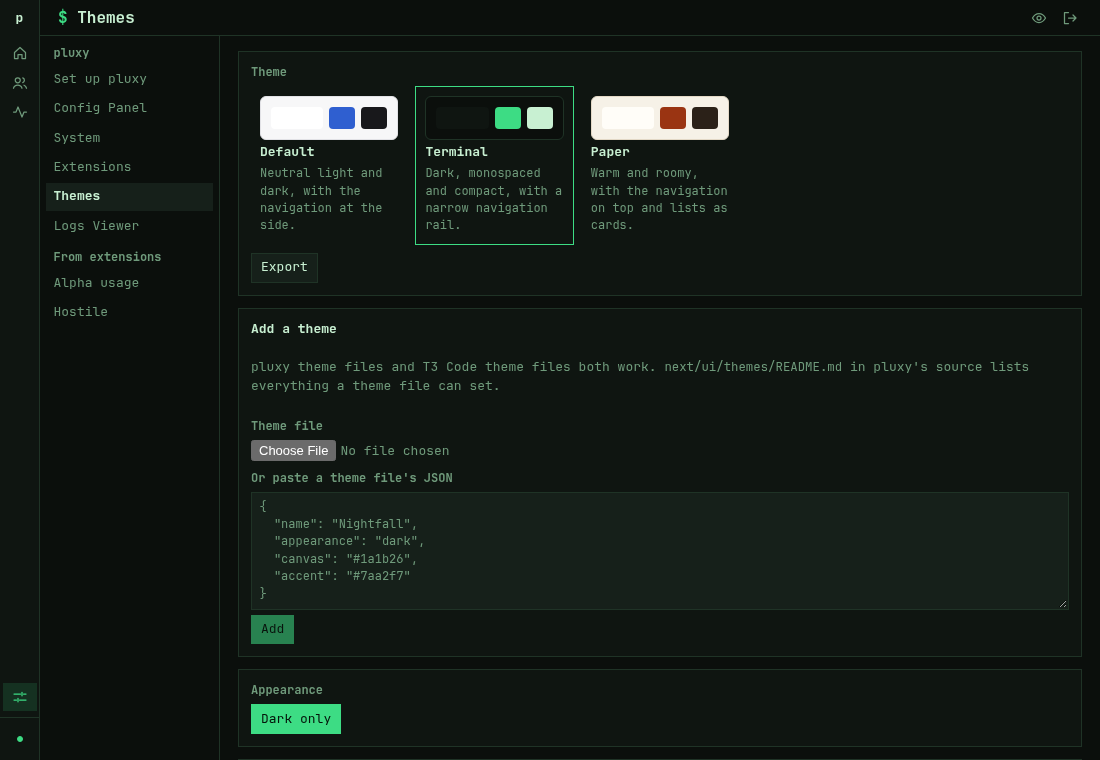 p
$ Themes
pluxy
Set up pluxy
Config Panel
System
Extensions
Themes
Logs Viewer
From extensions
Alpha usage
Hostile
Theme
Default
Neutral light and
dark, with the
navigation at the
side.
Terminal
Dark, monospaced
and compact, with a
narrow navigation
rail.
Paper
Warm and roomy,
with the navigation
on top and lists as
cards.
Export
Add a theme
pluxy theme files and T3 Code theme files both work. next/ui/themes/README.md in pluxy's source lists
everything a theme file can set.
Theme file
Choose File No file chosen
Or paste a theme file's JSON
{
"name": "Nightfall",
"appearance": "dark",
"canvas": "#1a1b26",
"accent": "#7aa2f7"
}
Add
Appearance
Dark only